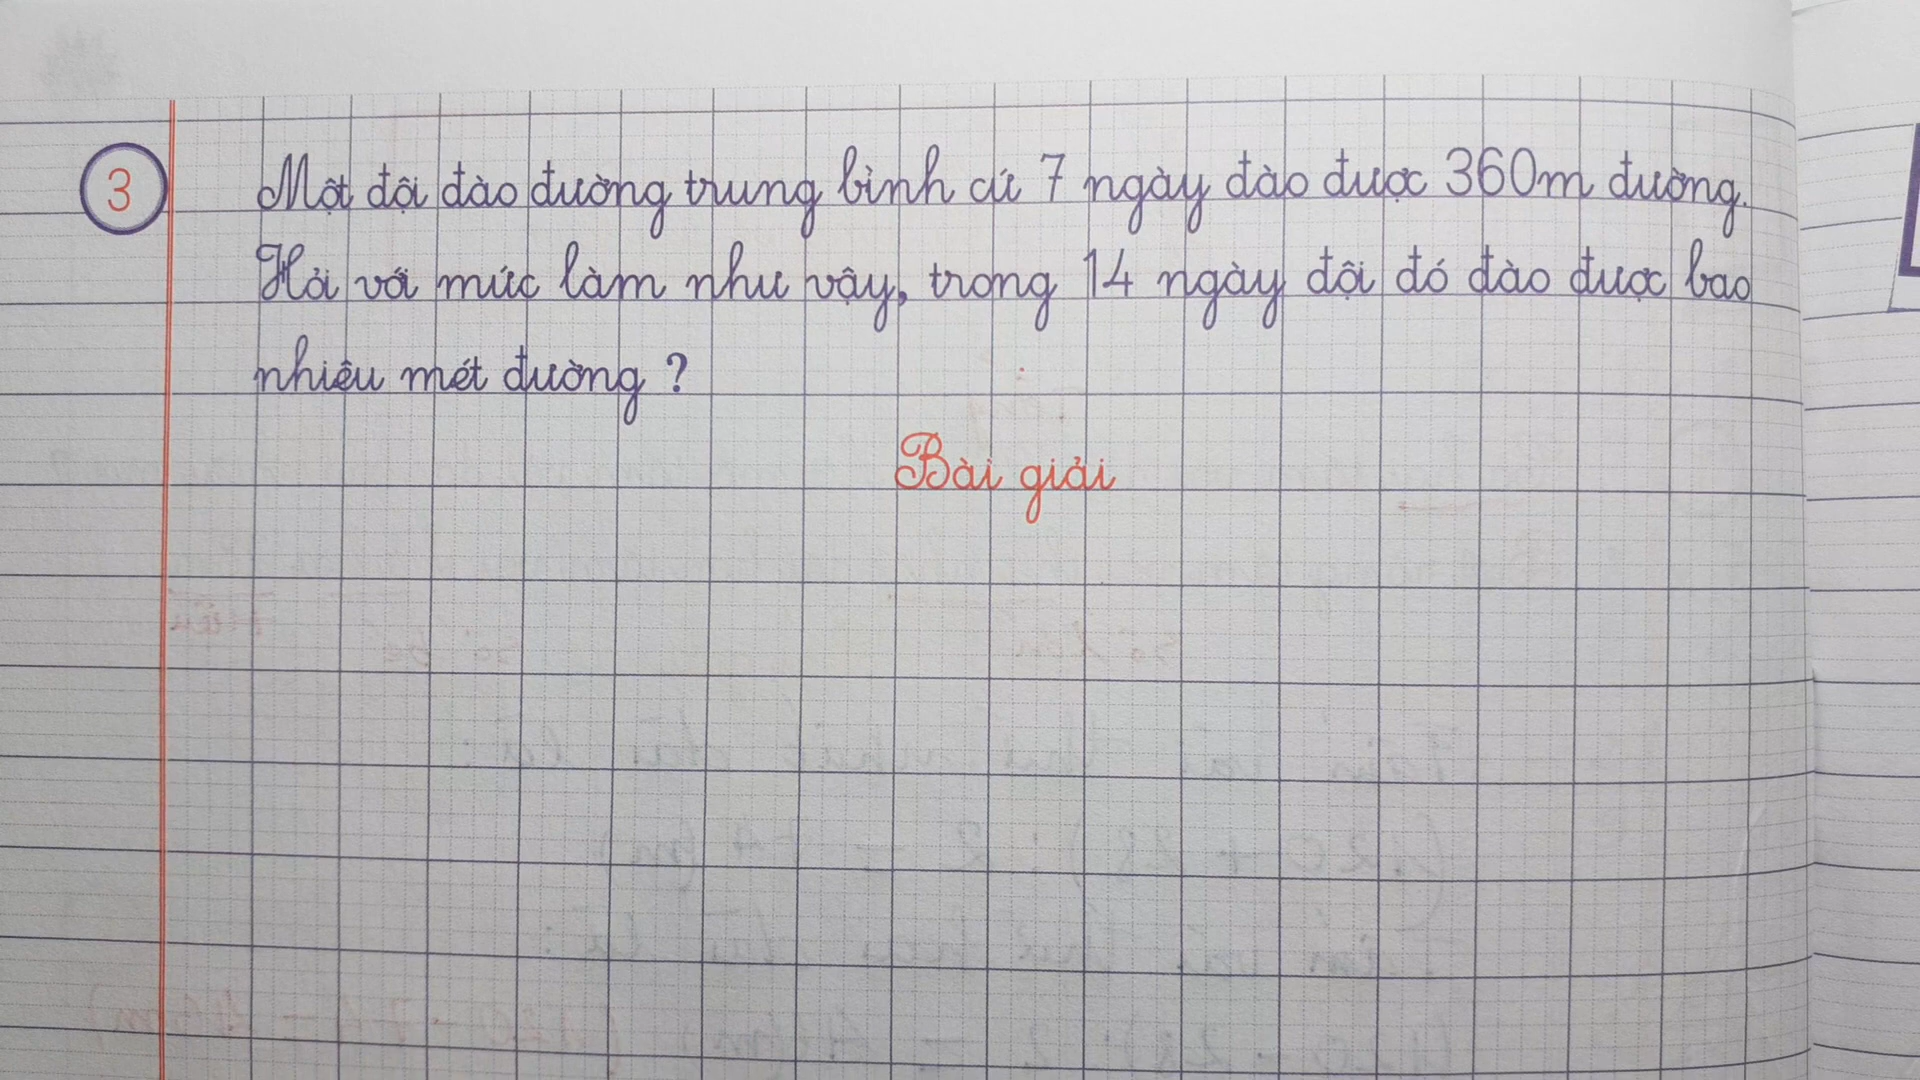 3 Một đội đào đường trung bình cứ 7 ngày đào được 360m đường.
Hỏi với mức làm như vậy, trong 14 ngày đội đó đào được bao
nhiêu mét đường ?
Bài giải